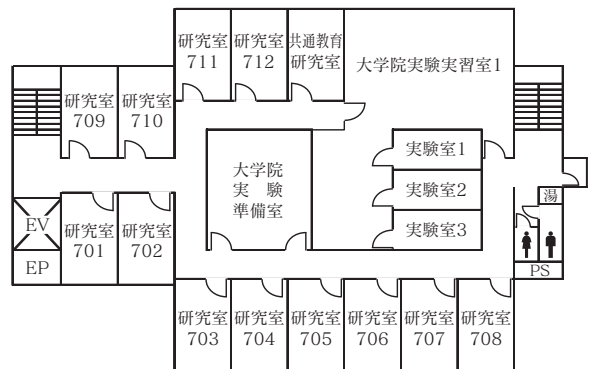 研究室
711
研究室
712
共通教育
研究室
大学院実験実習室1
研究室
709
研究室
710
実験室1
大学院
実　験
準備室
実験室2
湯
実験室3
EV
研究室
701
研究室
702
EP
PS
研究室
703
研究室
704
研究室
705
研究室
706
研究室
707
研究室
708